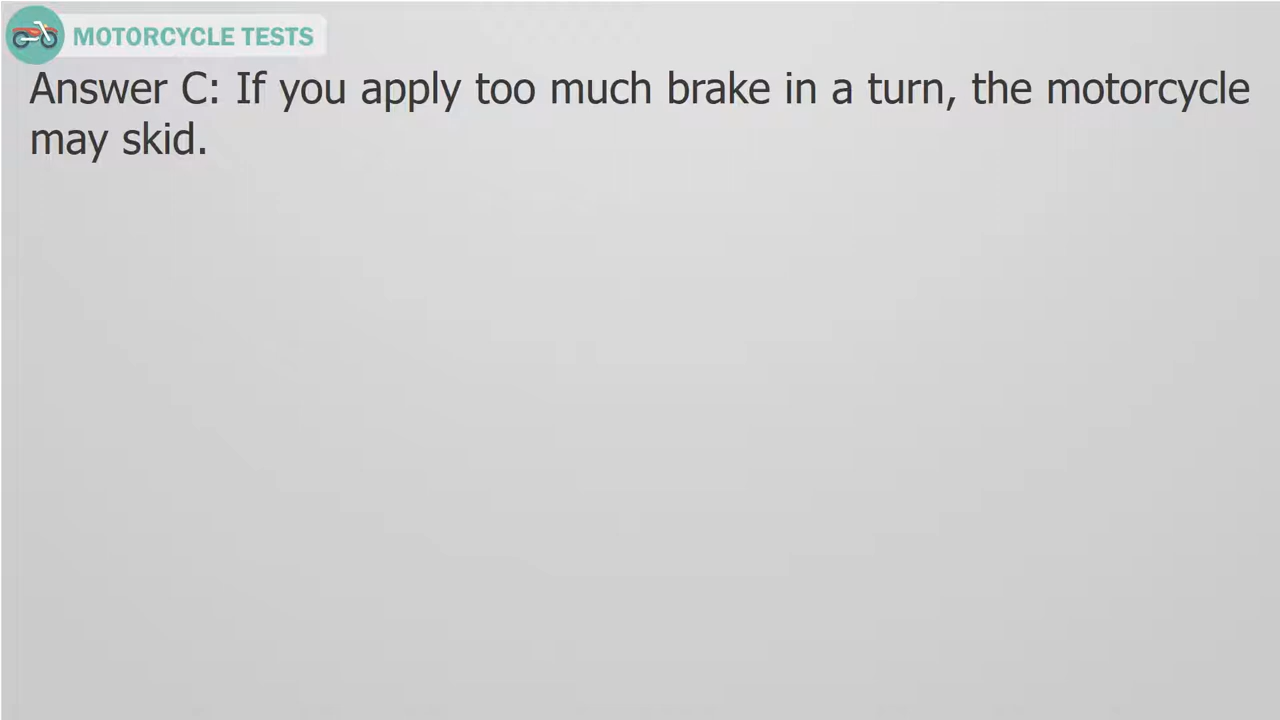 MOTORCYCLE TESTS
Answer C: If you apply too much brake in a turn, the motorcycle
may skid.